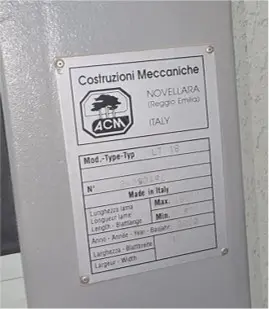 Costruzioni Meccaniche
NOVELLARA
(Reggio Emilia)
ACM
ITALY
Mod.-Type-Typ
N°
Made in Italy
Lunghezza lama
Longueur lame
Length - Blattlänge
Max.
Min.
Anno - Année - Year - Baujahr
Larghezza - Blattbreite
Largeur - Width